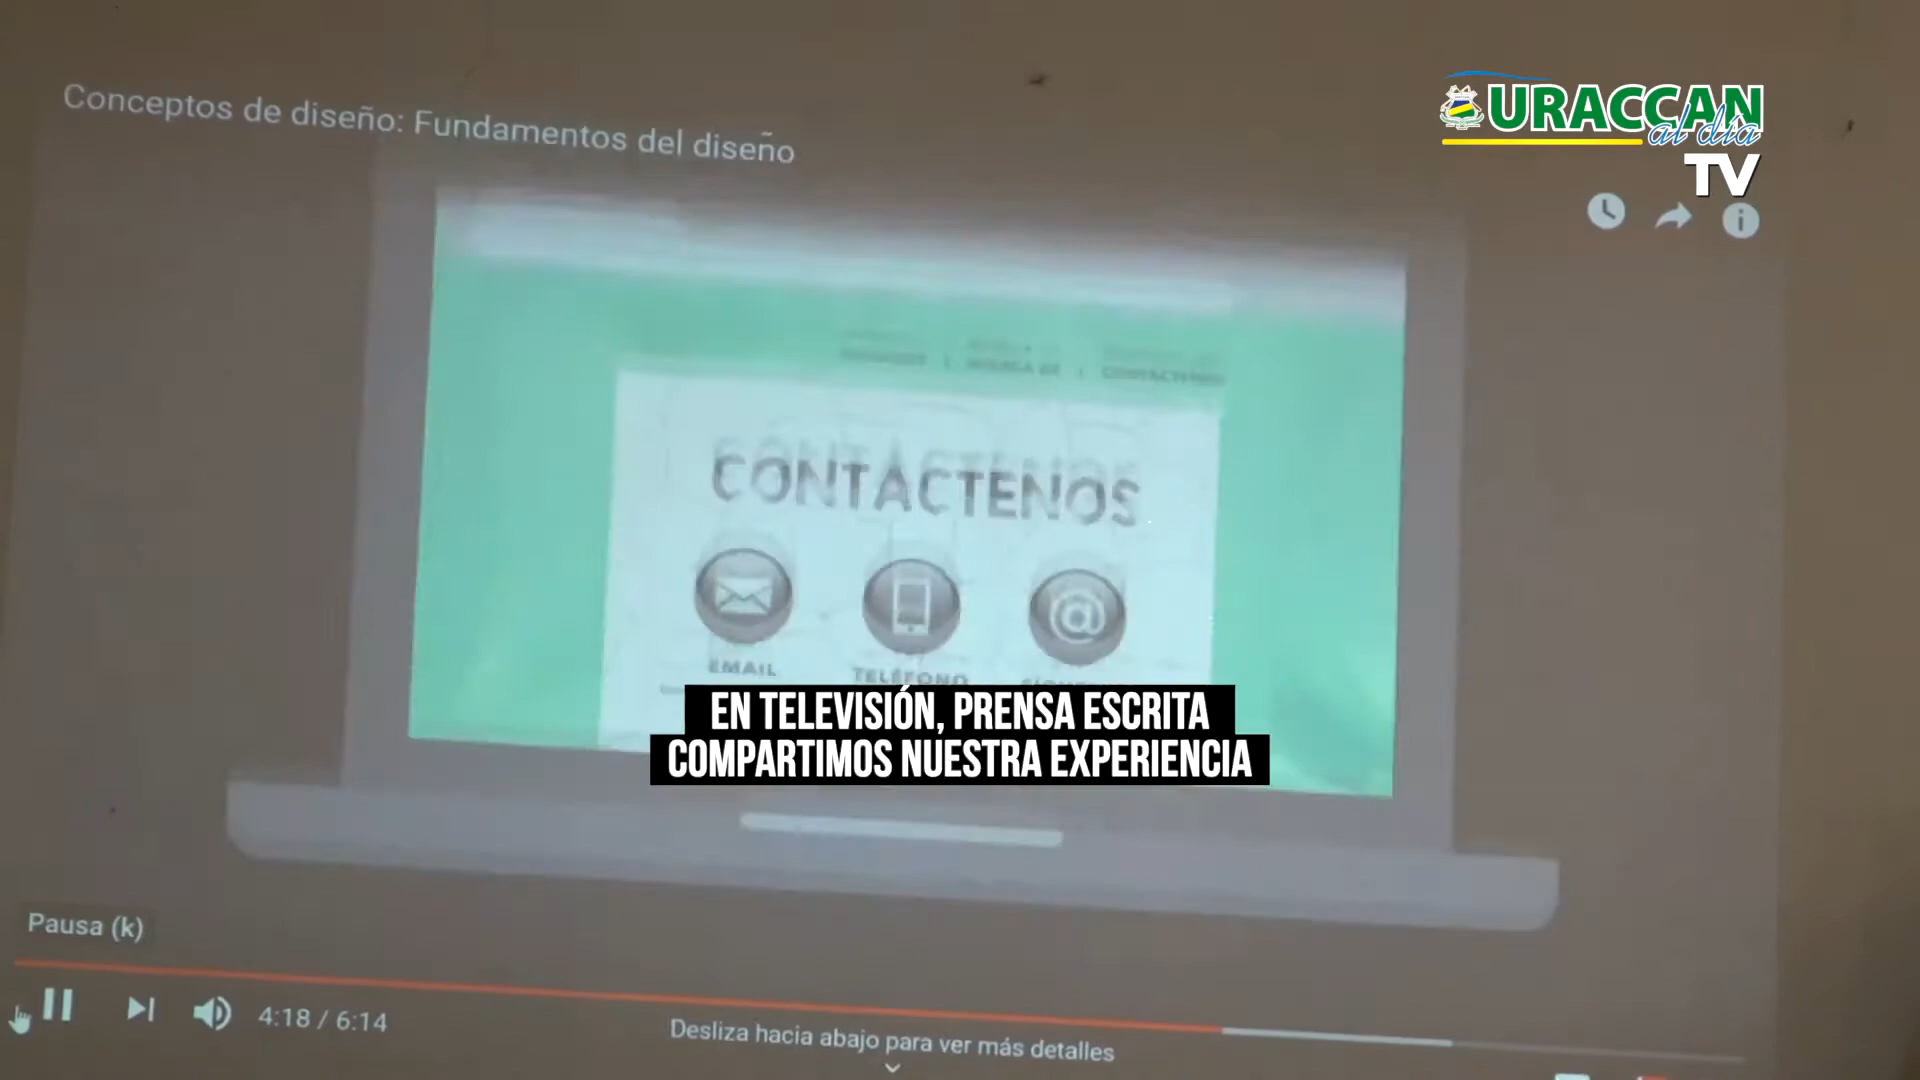 Conceptos de diseño: Fundamentos del diseño
URACCAN
al día
TV
CONTACTENOS
EMAIL
TELÉFONO
EN TELEVISIÓN, PRENSA ESCRITA
COMPARTIMOS NUESTRA EXPERIENCIA
Pausa (k)
4:18 / 6:14
Desliza hacia abajo para ver más detalles